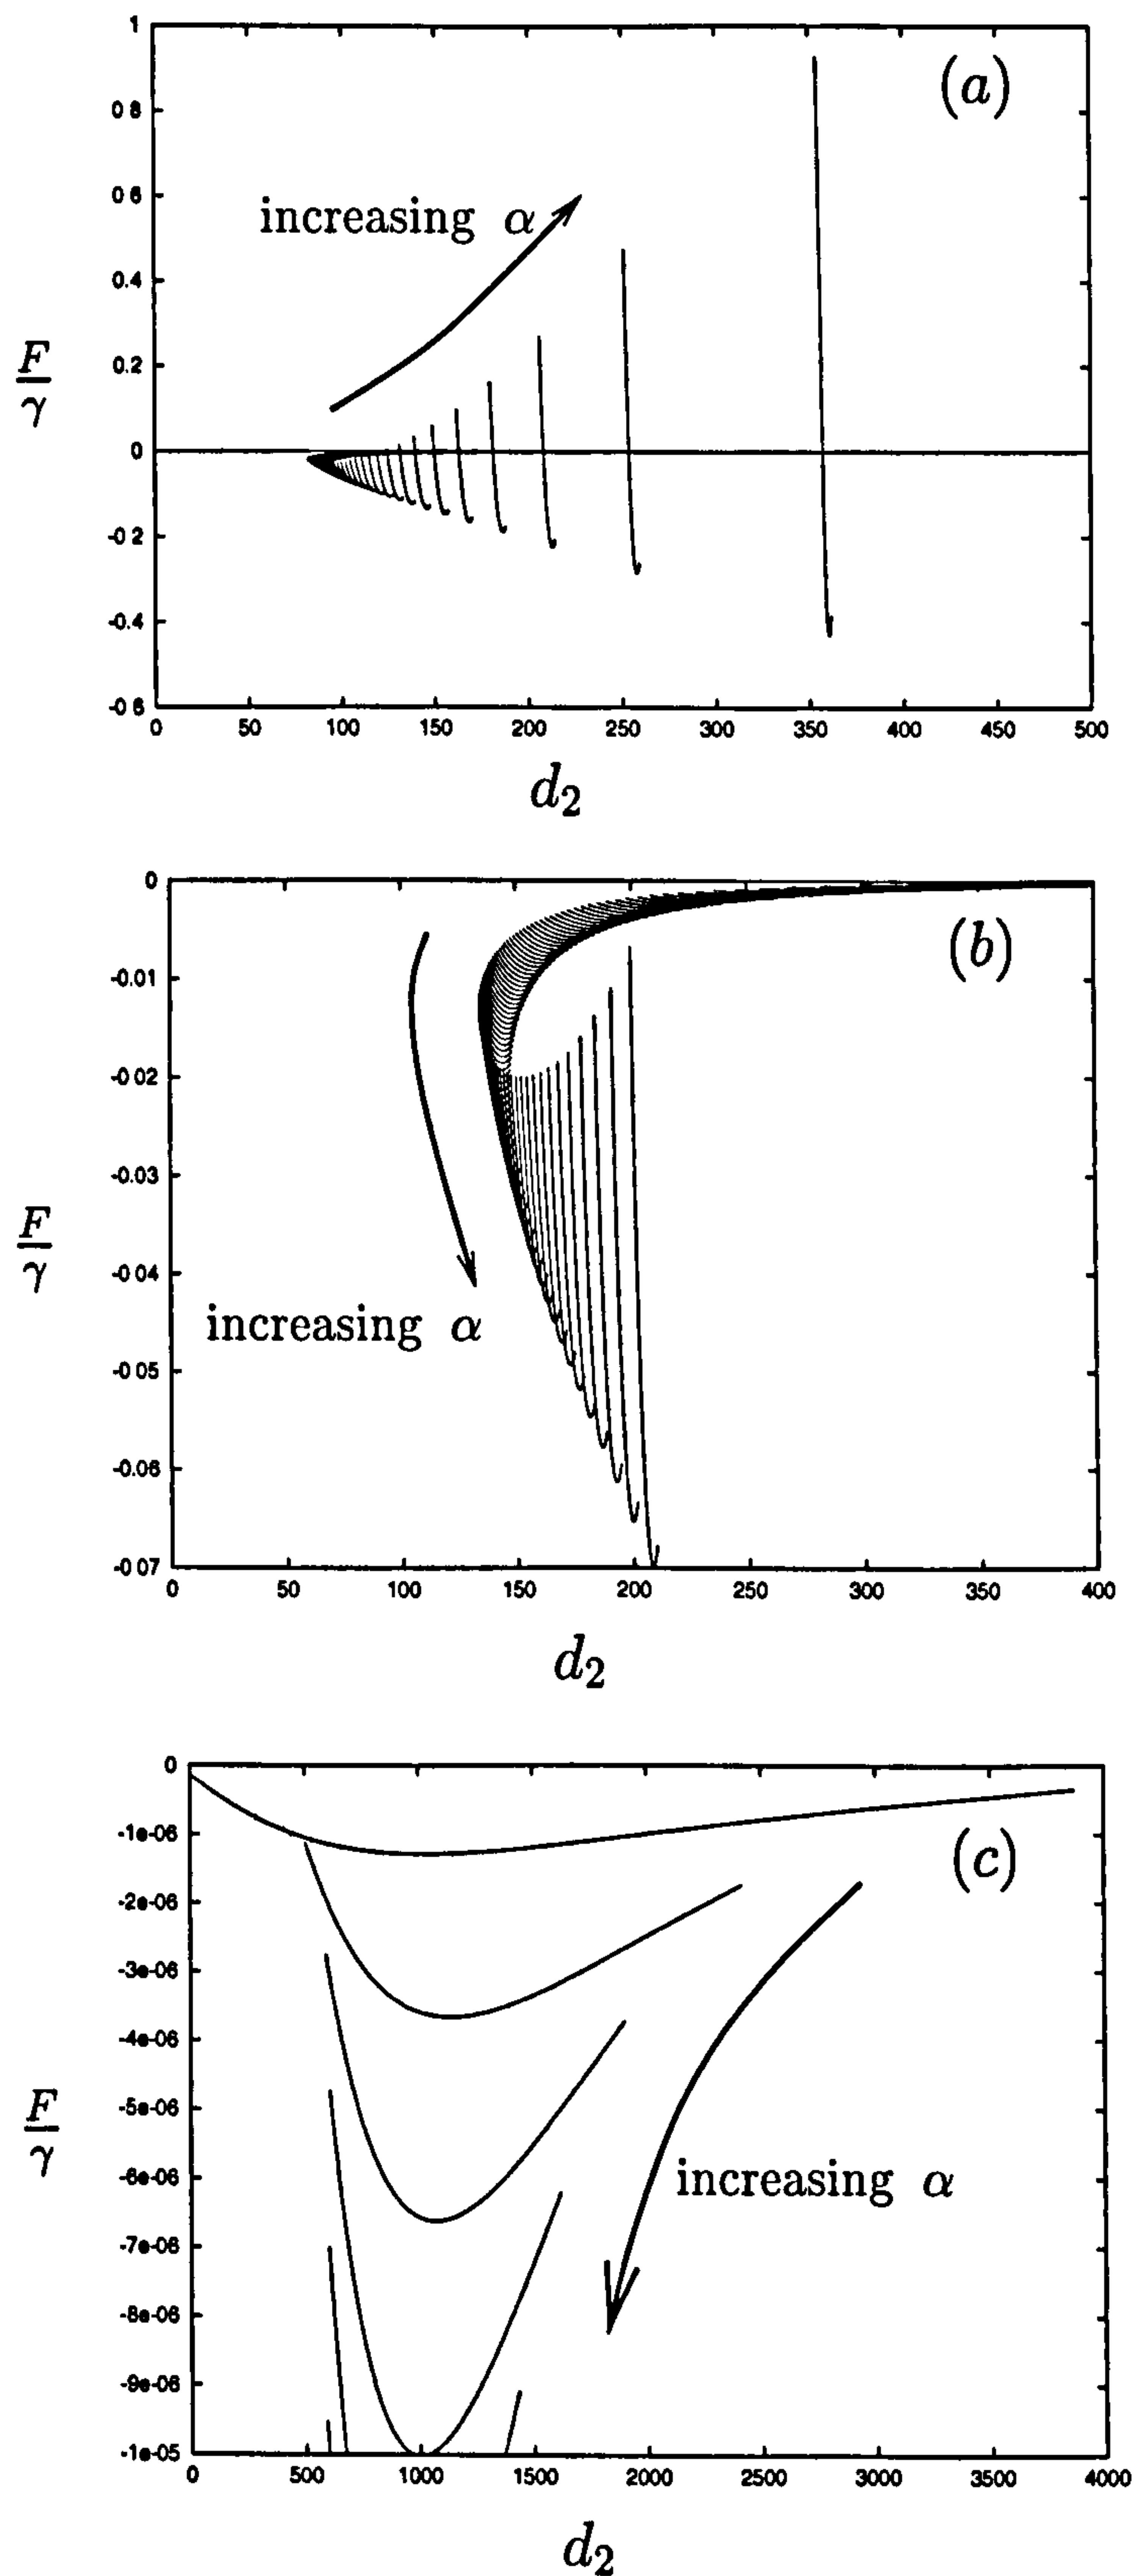 (a)
1
0 8
0 6
0.4
0.2
0
-0 2
-0.4
-0 6
F
γ
increasing α
0 50 100 150 200 250 300 350 400 450 500
d₂
(b)
0
-0.01
-0 02
-0.03
-0 04
-0 05
-0.06
-0 07
F
γ
increasing α
0 50 100 150 200 250 300 350 400
d₂
(c)
0
-1e-06
-2e-06
-3e-06
-4e-06
-5e-06
-6e-06
-7e-06
-8e-06
-9e-06
-1e-05
F
γ
increasing α
0 500 1000 1500 2000 2500 3000 3500 4000
d₂